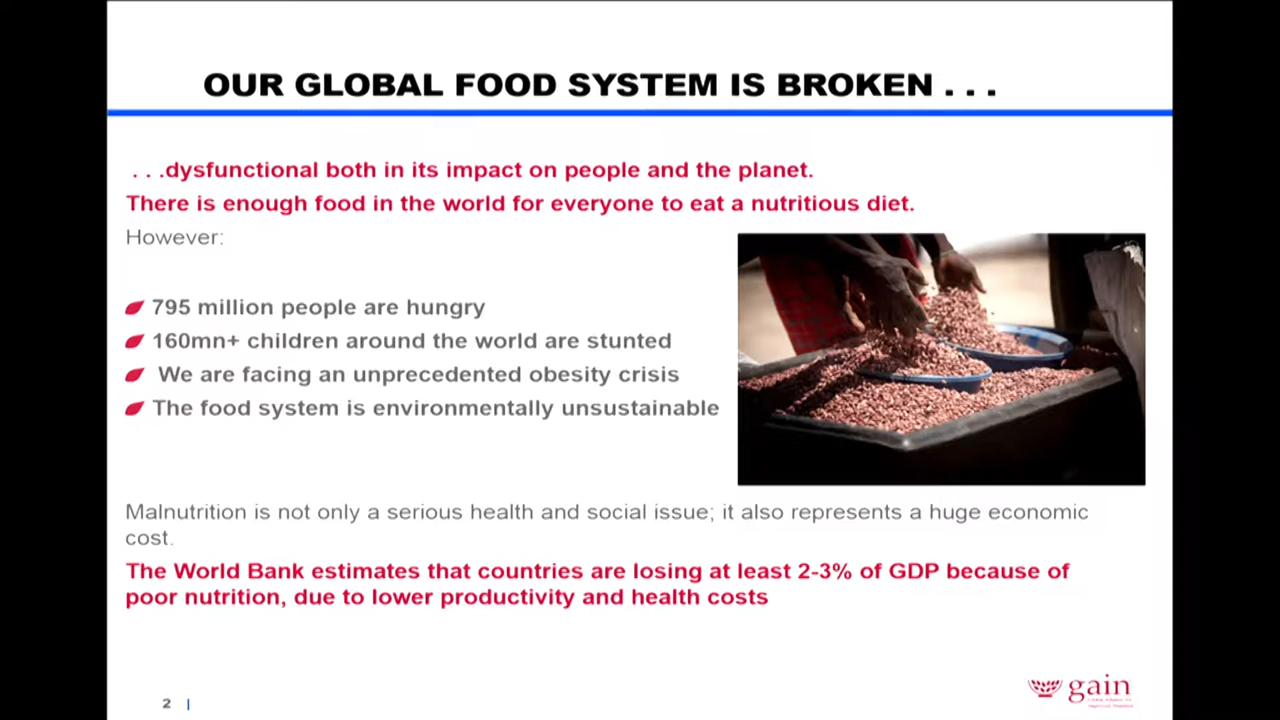 OUR GLOBAL FOOD SYSTEM IS BROKEN . . .
. . .dysfunctional both in its impact on people and the planet.
There is enough food in the world for everyone to eat a nutritious diet.
However:
795 million people are hungry
160mn+ children around the world are stunted
We are facing an unprecedented obesity crisis
The food system is environmentally unsustainable
Malnutrition is not only a serious health and social issue; it also represents a huge economic
cost.
The World Bank estimates that countries are losing at least 2-3% of GDP because of
poor nutrition, due to lower productivity and health costs
2 |
gain